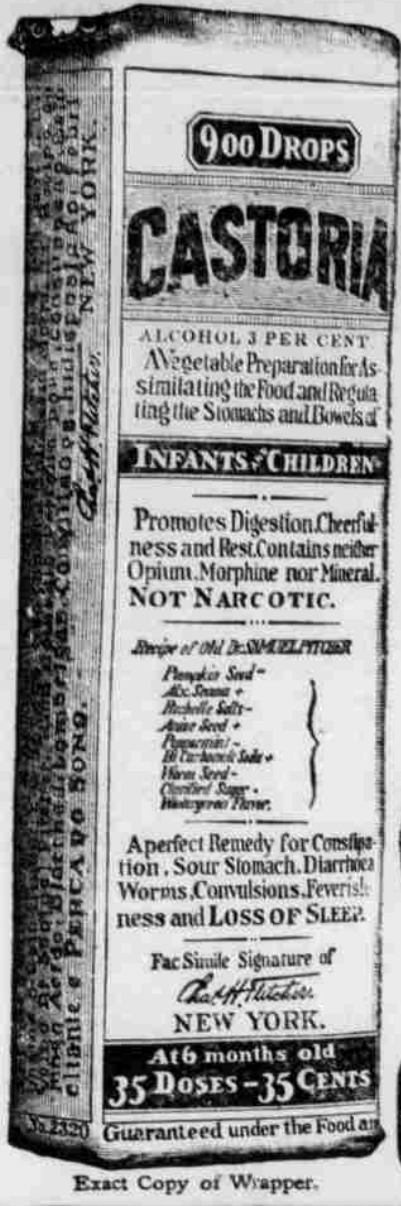 900 DROPS
CASTORIA
ALCOHOL 3 PER CENT
A Vegetable Preparation for As-
similating the Food and Regula
ting the Stomachs and Bowels of
INFANTS & CHILDREN
Promotes Digestion.Cheerful-
ness and Rest.Contains neither
Opium.Morphine nor Mineral.
NOT NARCOTIC.
Recipe of Old Dr. SAMUEL PITCHER
Pumpkin Seed -
Alx. Senna +
Rochelle Salts -
Anise Seed +
Peppermint -
Bi Carbonate Soda +
Worm Seed -
Clarified Sugar -
Wintergreen Flavor.
A perfect Remedy for Constipa-
tion. Sour Stomach. Diarrhoea
Worms,Convulsions.Feverish-
ness and LOSS OF SLEEP.
Fac Simile Signature of
Chas. H. Fletcher.
NEW YORK.
At 6 months old
35 DOSES - 35 CENTS
Guaranteed under the Food an
NEW YORK.
Chas. H. Fletcher.
PERCA DO SONO.
No. 2320
Exact Copy of Wrapper.